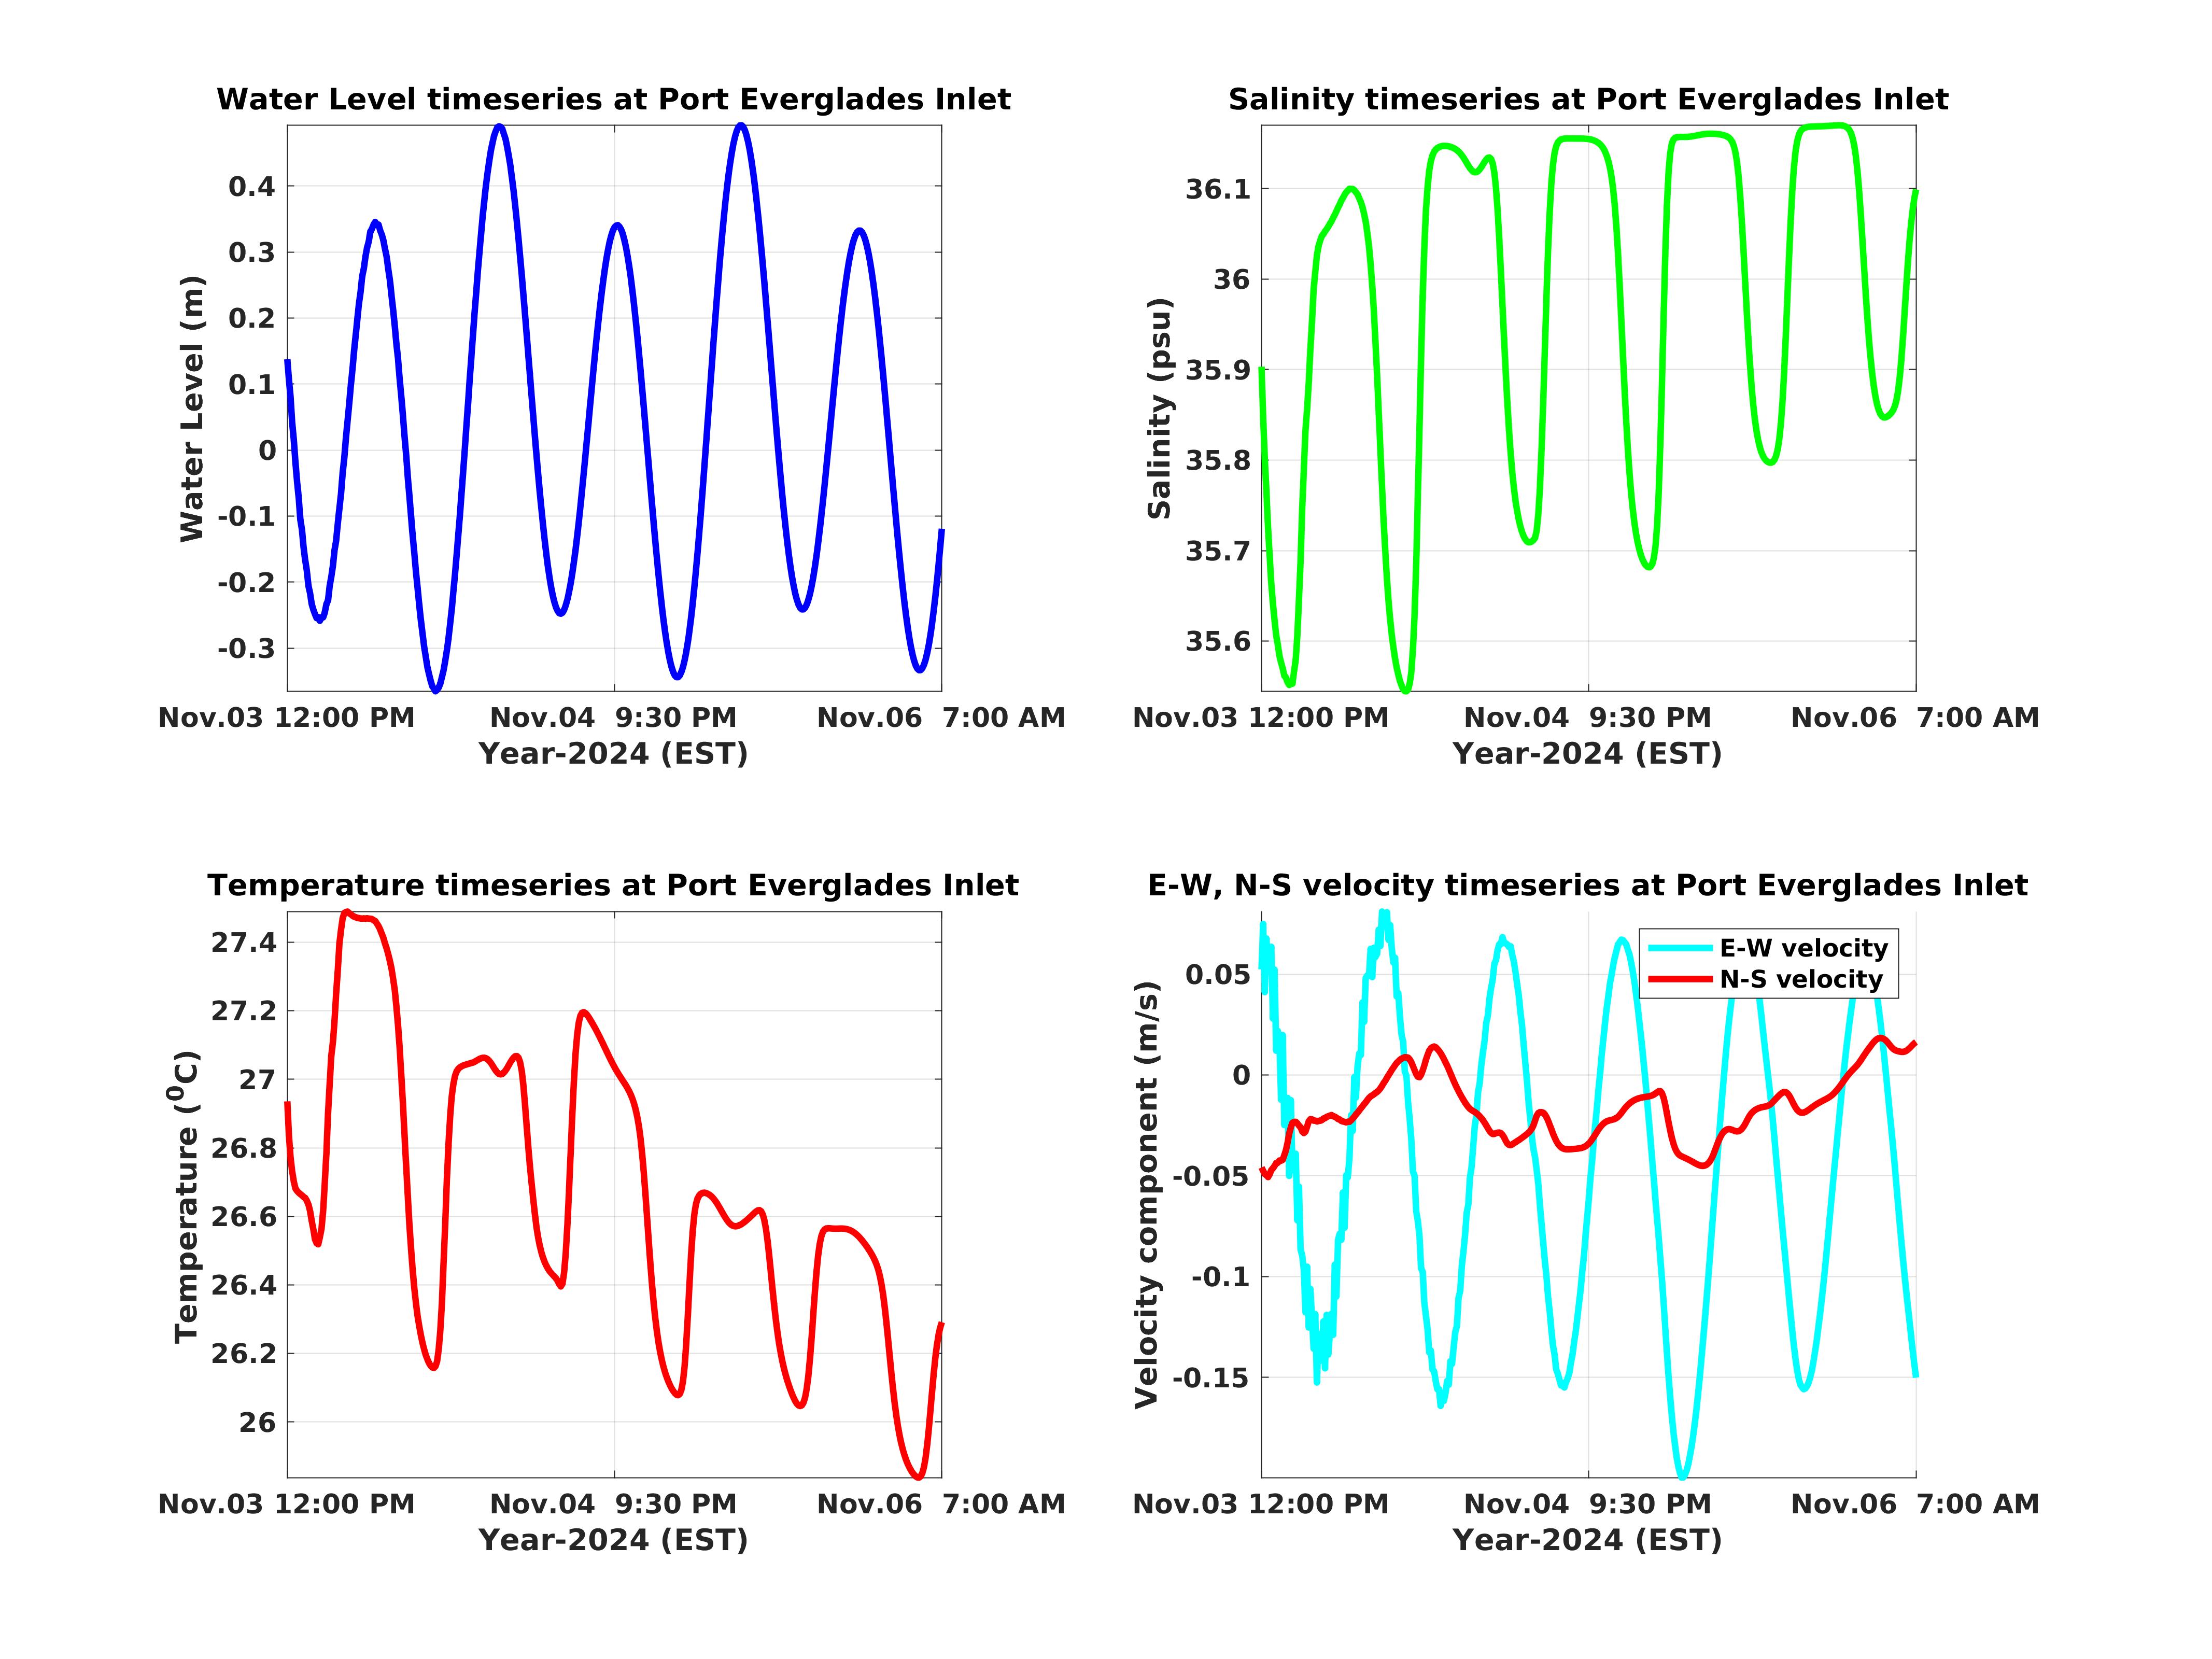 Water Level timeseries at Port Everglades Inlet
Water Level (m)
0.4
0.3
0.2
0.1
0
-0.1
-0.2
-0.3
Nov.03 12:00 PM
Nov.04 9:30 PM
Nov.06 7:00 AM
Year-2024 (EST)
Salinity timeseries at Port Everglades Inlet
Salinity (psu)
36.1
36
35.9
35.8
35.7
35.6
Nov.03 12:00 PM
Nov.04 9:30 PM
Nov.06 7:00 AM
Year-2024 (EST)
Temperature timeseries at Port Everglades Inlet
Temperature (⁰C)
27.4
27.2
27
26.8
26.6
26.4
26.2
26
Nov.03 12:00 PM
Nov.04 9:30 PM
Nov.06 7:00 AM
Year-2024 (EST)
E-W, N-S velocity timeseries at Port Everglades Inlet
Velocity component (m/s)
0.05
0
-0.05
-0.1
-0.15
E-W velocity
N-S velocity
Nov.03 12:00 PM
Nov.04 9:30 PM
Nov.06 7:00 AM
Year-2024 (EST)